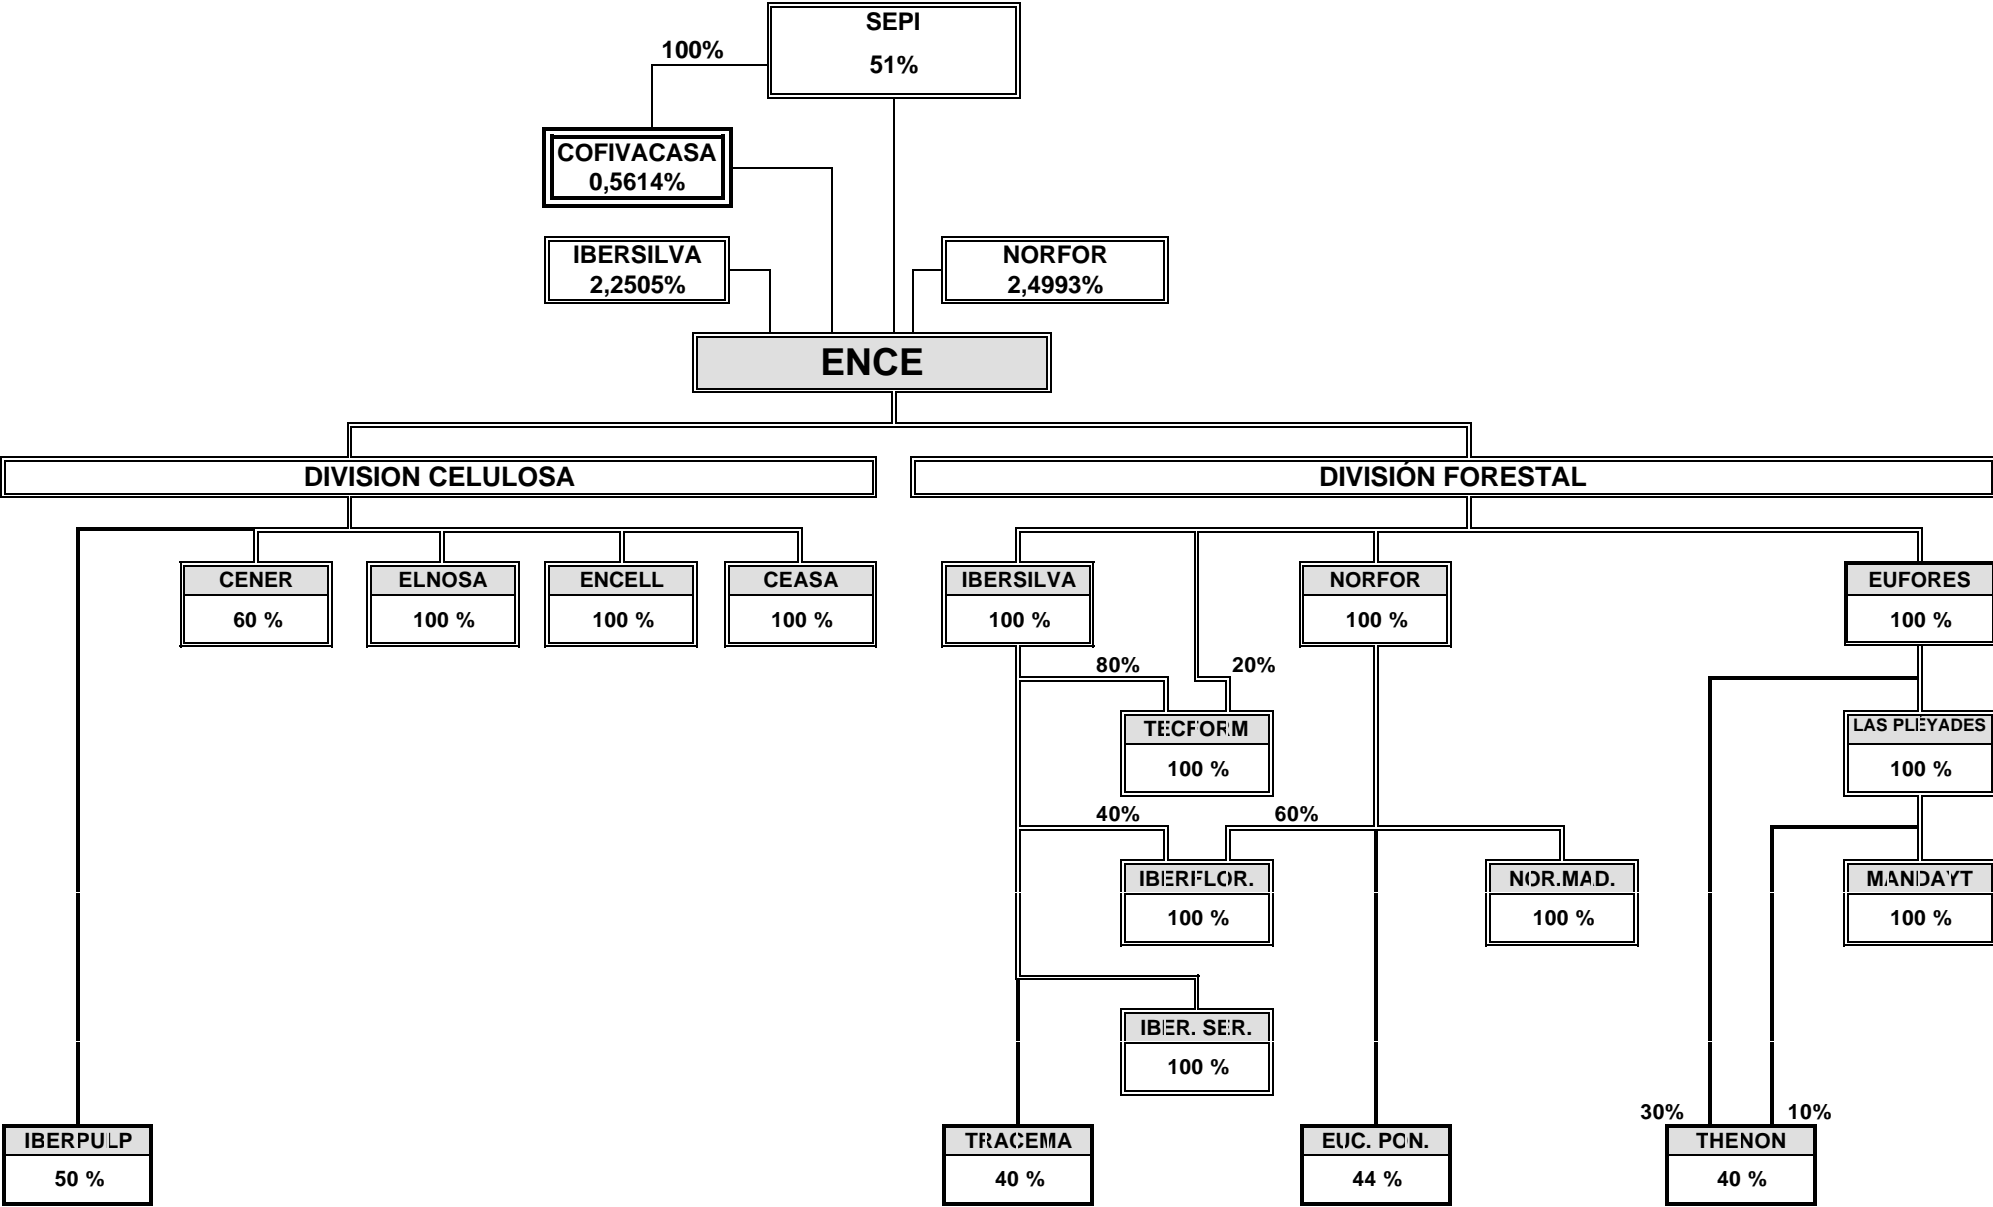 SEPI
100%
51%
COFIVACASA
0,5614%
IBERSILVA
2,2505%
NORFOR
2,4993%
ENCE
DIVISION CELULOSA
DIVISIÓN FORESTAL
CENER
60 %
ELNOSA
100 %
ENCELL
100 %
CEASA
100 %
IBERSILVA
100 %
NORFOR
100 %
EUFORES
100 %
80%
20%
TECFORM
100 %
LAS PLÉYADES
100 %
40%
60%
IBERFLOR.
100 %
NOR.MAD.
100 %
MANDAYT
100 %
IBER. SER.
100 %
30%
10%
IBERPULP
50 %
TRACEMA
40 %
EUC. PON.
44 %
THENON
40 %